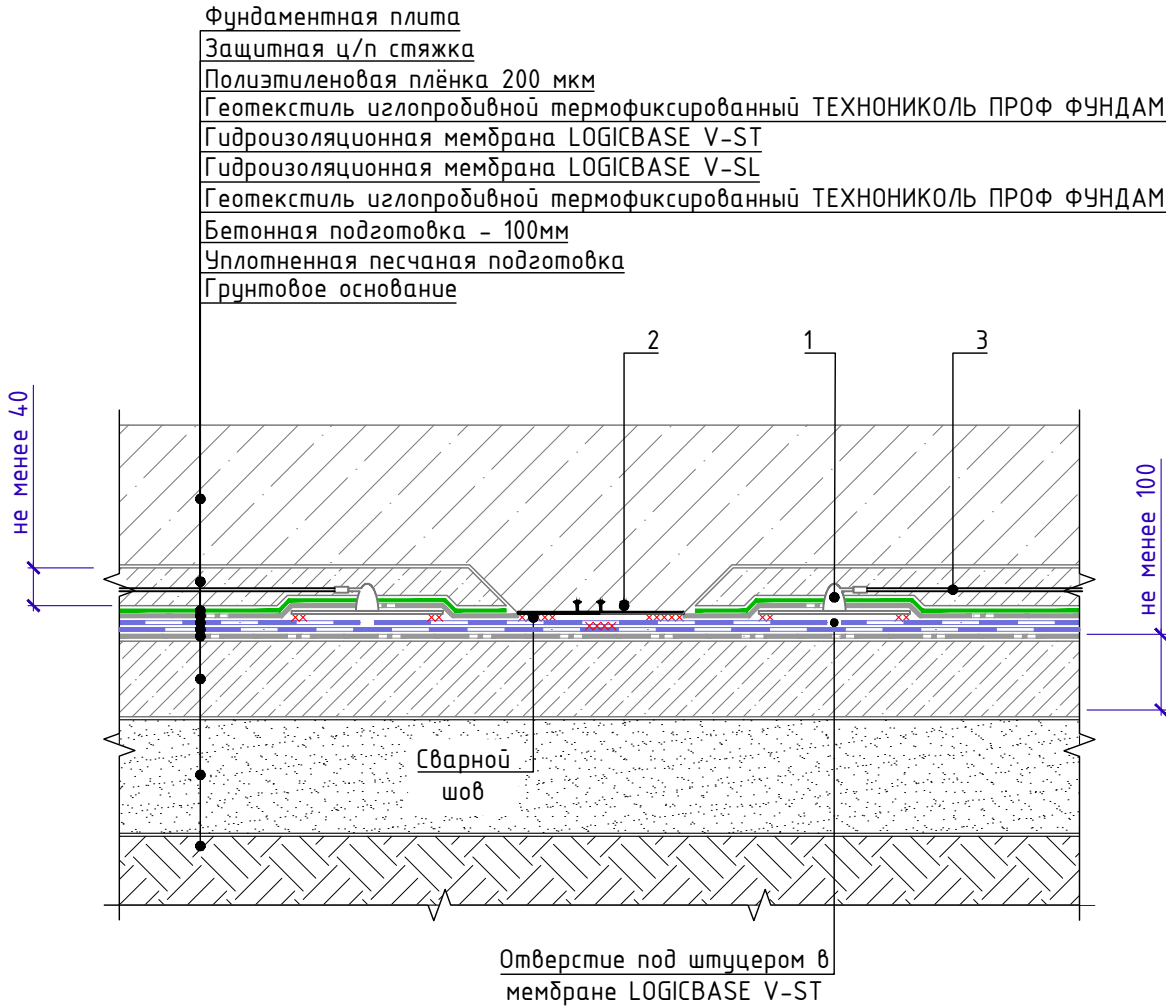 Фундаментная плита
Защитная ц/п стяжка
Полиэтиленовая плёнка 200 мкм
Геотекстиль иглопробивной термофиксированный ТЕХНОНИКОЛЬ ПРОФ ФУНДАМ
Гидроизоляционная мембрана LOGICBASE V-ST
Гидроизоляционная мембрана LOGICBASE V-SL
Геотекстиль иглопробивной термофиксированный ТЕХНОНИКОЛЬ ПРОФ ФУНДАМ
Бетонная подготовка - 100мм
Уплотненная песчаная подготовка
Грунтовое основание
2
1
3
не менее 40
не менее 100
Сварной
шов
Отверстие под штуцером в
мембране LOGICBASE V-ST